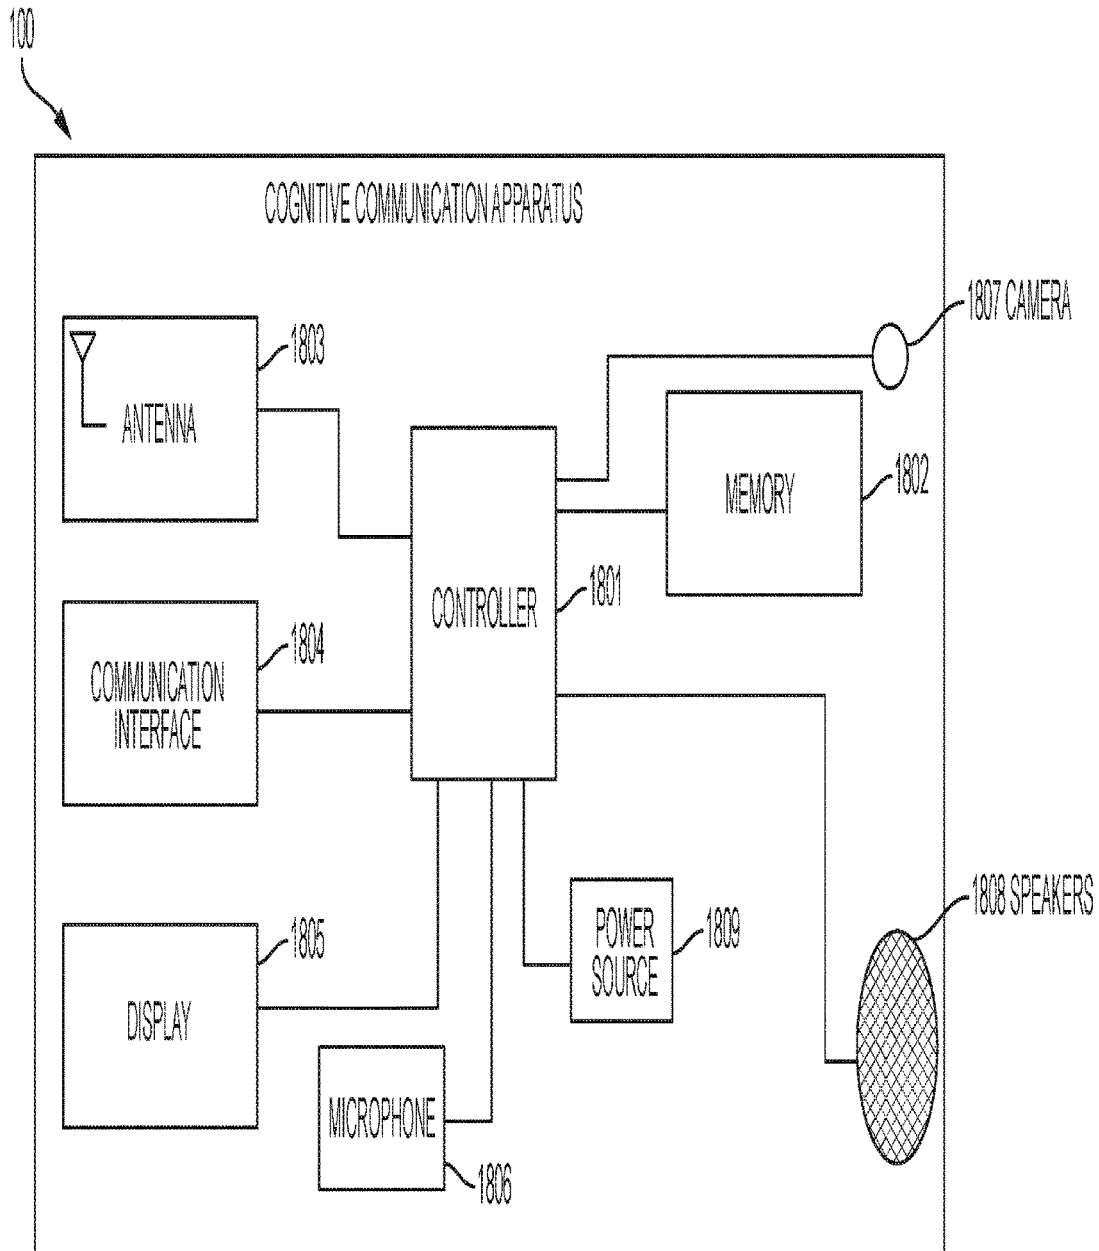 100
COGNITIVE COMMUNICATION APPARATUS
1807 CAMERA
1803
ANTENNA
MEMORY
1802
CONTROLLER
1801
1804
COMMUNICATION
INTERFACE
1808 SPEAKERS
1805
DISPLAY
POWER
SOURCE
1809
MICROPHONE
1806